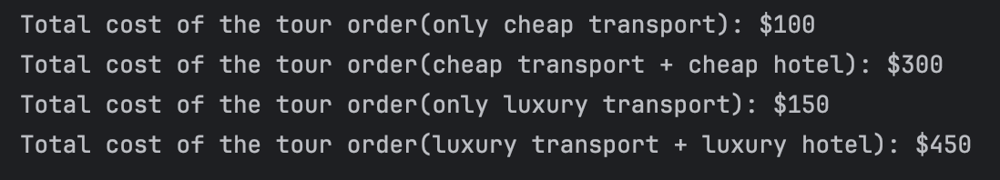 Total cost of the tour order(only cheap transport): $100
Total cost of the tour order(cheap transport + cheap hotel): $300
Total cost of the tour order(only luxury transport): $150
Total cost of the tour order(luxury transport + luxury hotel): $450